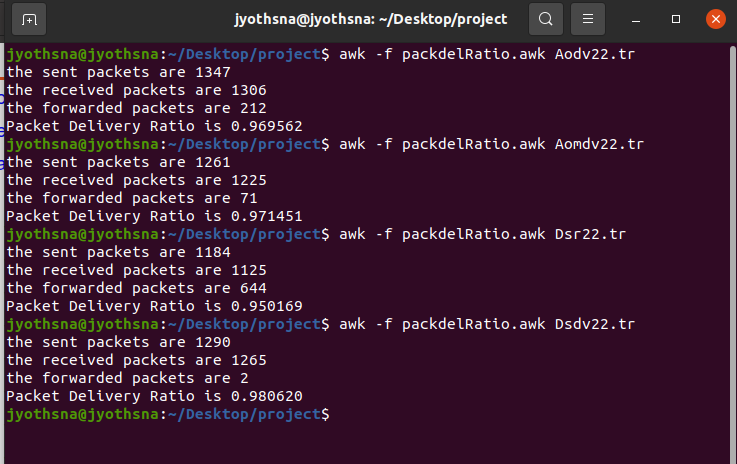 jyothsna@jyothsna: ~/Desktop/project
jyothsna@jyothsna:~/Desktop/project$ awk -f packdelRatio.awk Aodv22.tr
the sent packets are 1347
the received packets are 1306
the forwarded packets are 212
Packet Delivery Ratio is 0.969562
jyothsna@jyothsna:~/Desktop/project$ awk -f packdelRatio.awk Aomdv22.tr
the sent packets are 1261
the received packets are 1225
the forwarded packets are 71
Packet Delivery Ratio is 0.971451
jyothsna@jyothsna:~/Desktop/project$ awk -f packdelRatio.awk Dsr22.tr
the sent packets are 1184
the received packets are 1125
the forwarded packets are 644
Packet Delivery Ratio is 0.950169
jyothsna@jyothsna:~/Desktop/project$ awk -f packdelRatio.awk Dsdv22.tr
the sent packets are 1290
the received packets are 1265
the forwarded packets are 2
Packet Delivery Ratio is 0.980620
jyothsna@jyothsna:~/Desktop/project$